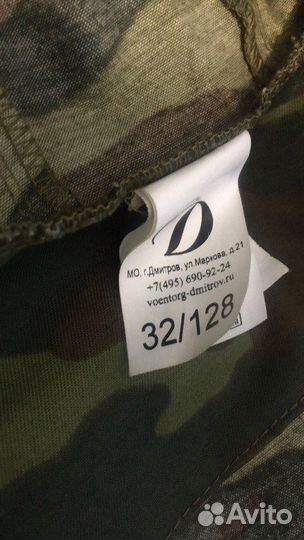 D
МО, г.Дмитров, ул.Маркова, д.21
+7(495) 690-92-24
voentorg-dmitrov.ru
32/128
Avito